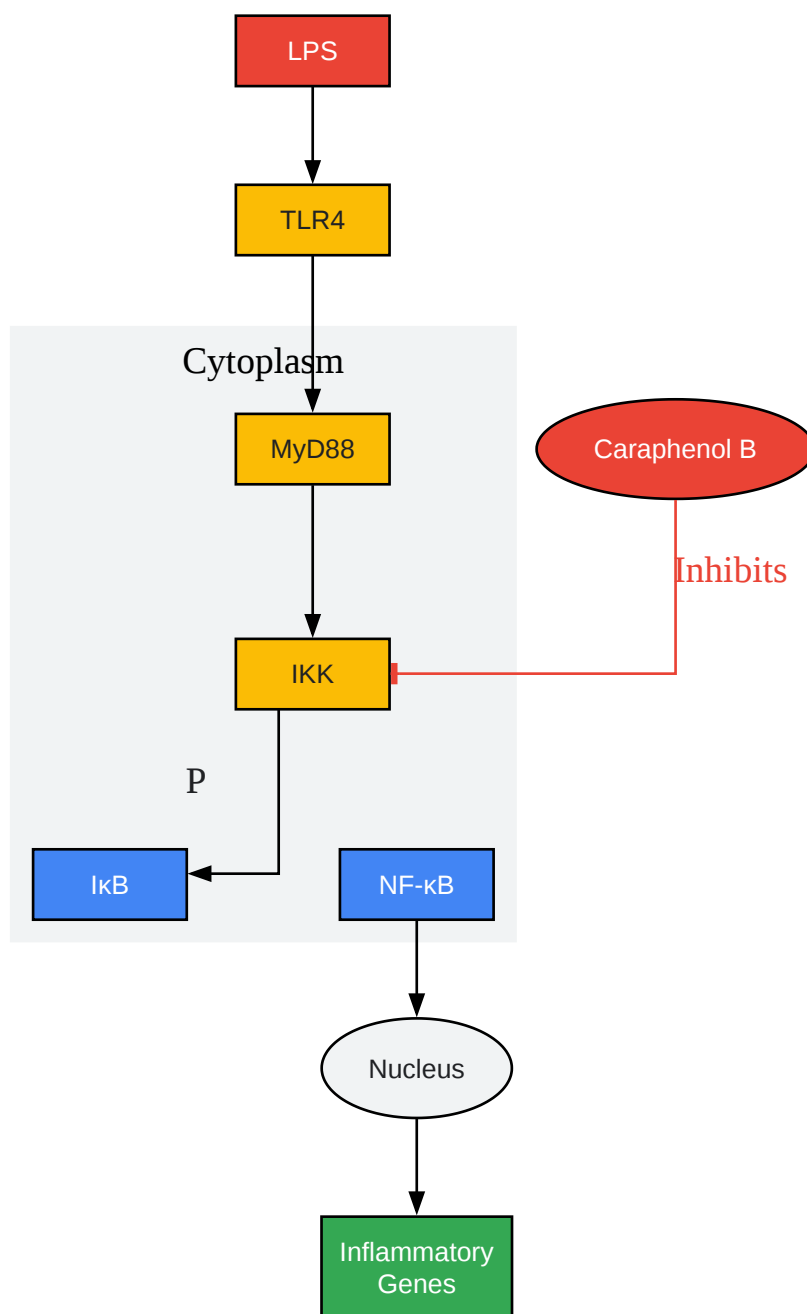 LPS
TLR4
Cytoplasm
MyD88
Caraphenol B
Inhibits
IKK
P
IκB
NF-κB
Nucleus
Inflammatory
Genes